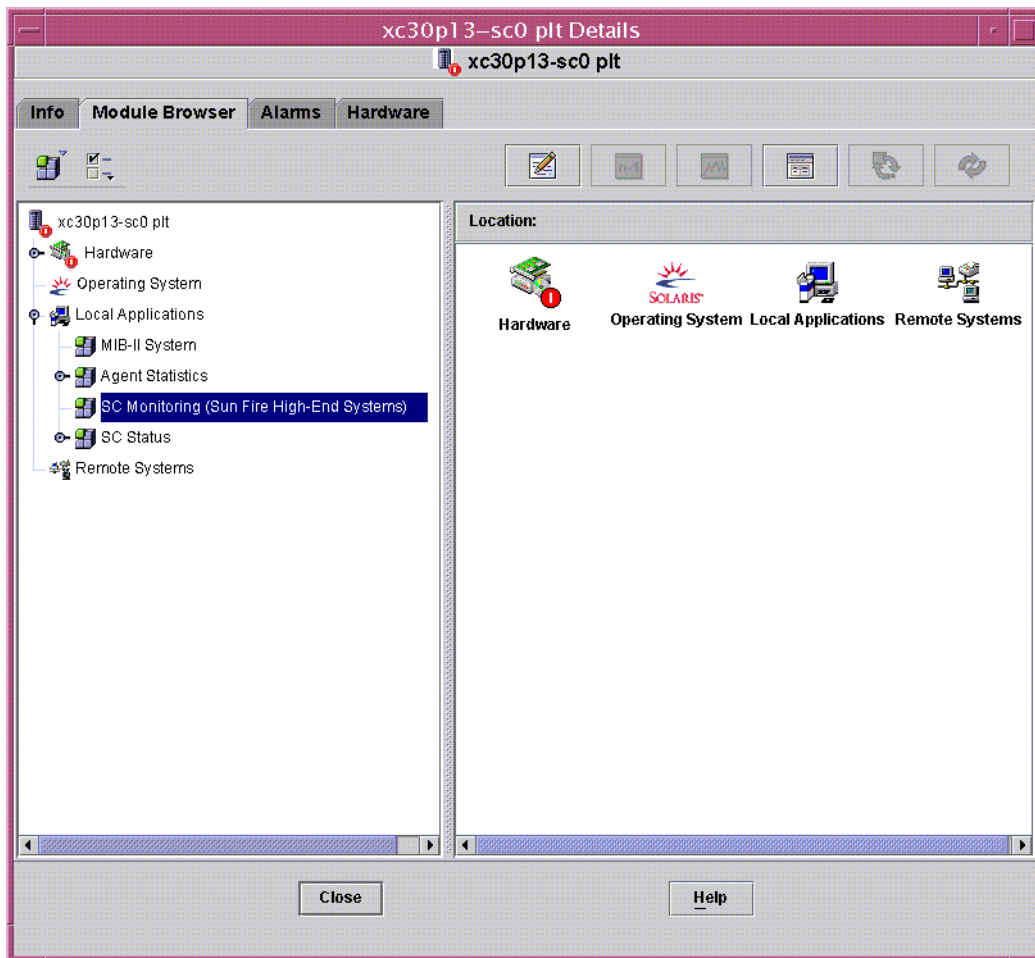 xc30p13-sc0 plt Details
xc30p13-sc0 plt
Info Module Browser Alarms Hardware
xc30p13-sc0 plt
Hardware
Operating System
Local Applications
MIB-II System
Agent Statistics
SC Monitoring (Sun Fire High-End Systems)
SC Status
Remote Systems
Location:
SOLARIS
Hardware Operating System Local Applications Remote Systems
Close Help